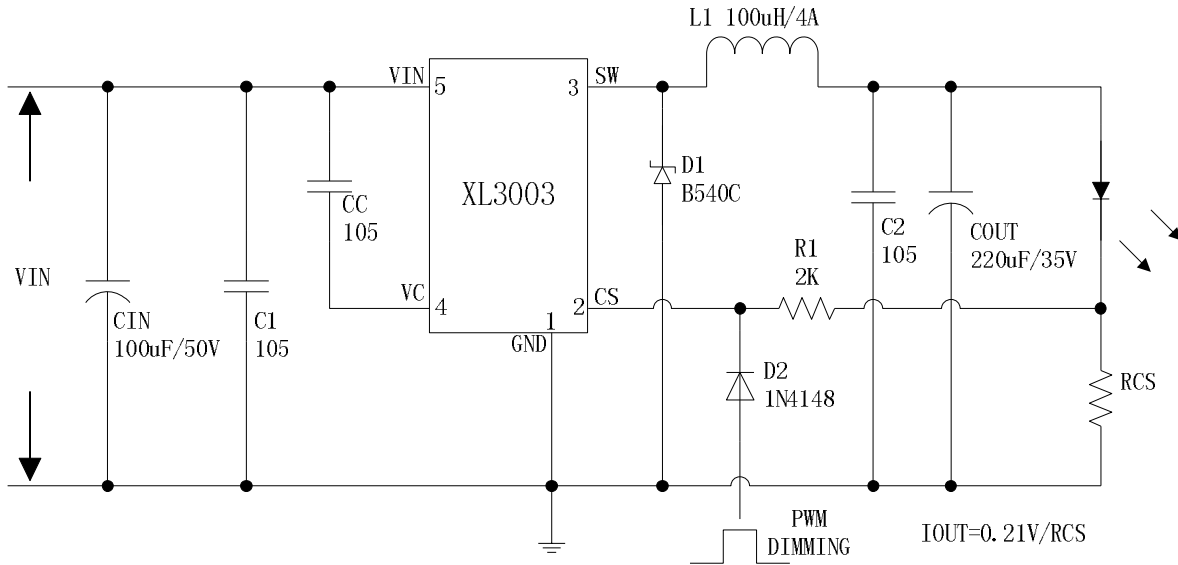 L1 100uH/4A
VIN
5
3
SW
XL3003
D1
B540C
CC
105
C2
105
COUT
220uF/35V
R1
2K
VIN
VC
4
2
CS
1
GND
CIN
100uF/50V
C1
105
D2
1N4148
RCS
PWM
DIMMING
IOUT=0.21V/RCS